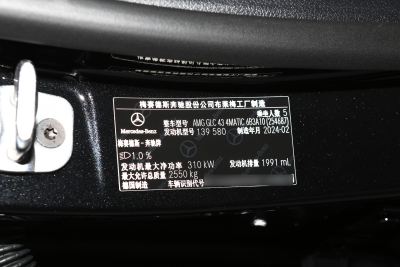 梅赛德斯奔驰股份公司布莱梅工厂制造
乘坐人数 5
整车型号 AMG GLC 43 4MATIC 6B3A10 (254687)
发动机型号 139 580 制造年月 2024-02
Mercedes-Benz
梅赛德斯-奔驰牌
1.0 %
发动机最大净功率 310 kW 发动机排量 1991 mL
最大允许总质量 2550 kg
德国制造 车辆识别代号